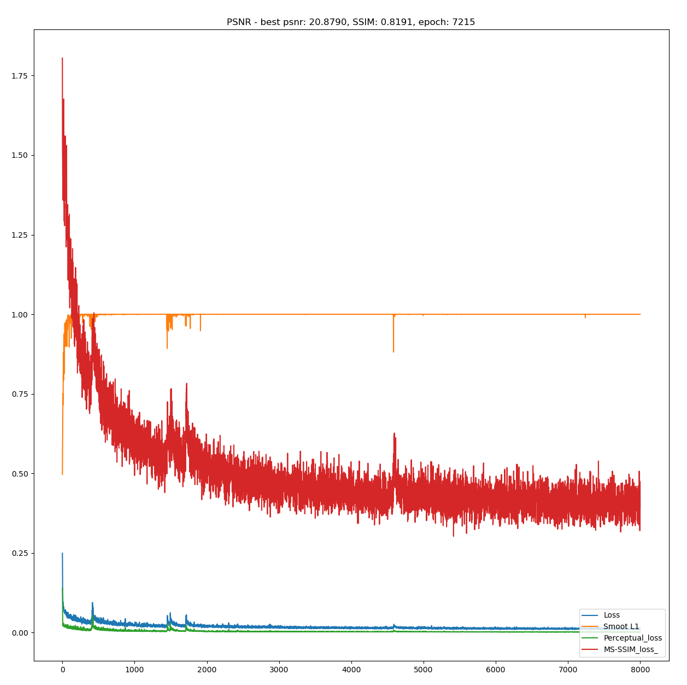 PSNR - best psnr: 20.8790, SSIM: 0.8191, epoch: 7215
1.75
1.50
1.25
1.00
0.75
0.50
0.25
0.00
Loss
Smoot L1
Perceptual_loss
MS-SSIM_loss_
0 1000 2000 3000 4000 5000 6000 7000 8000